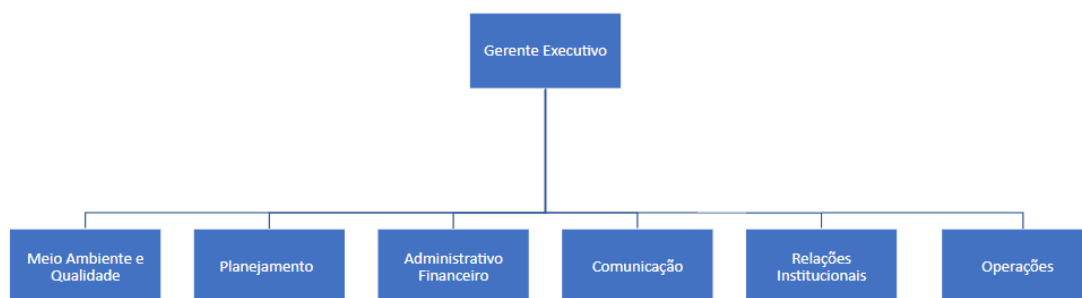 Gerente Executivo
Meio Ambiente e
Qualidade
Planejamento
Administrativo
Financeiro
Comunicação
Relações
Institucionais
Operações